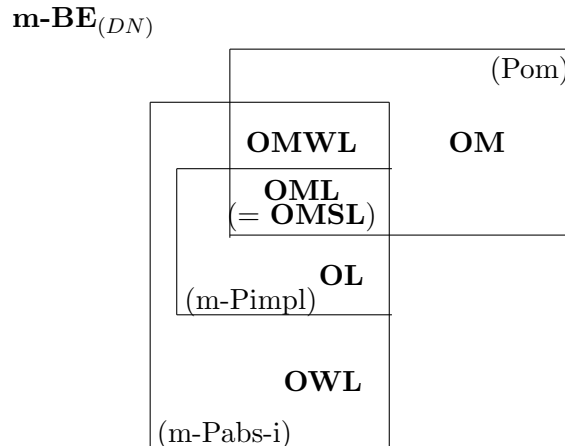 m-BE(DN)
(Pom)
OMWL OM
OML
(= OMSL)
OL
(m-Pimpl)
OWL
(m-Pabs-i)